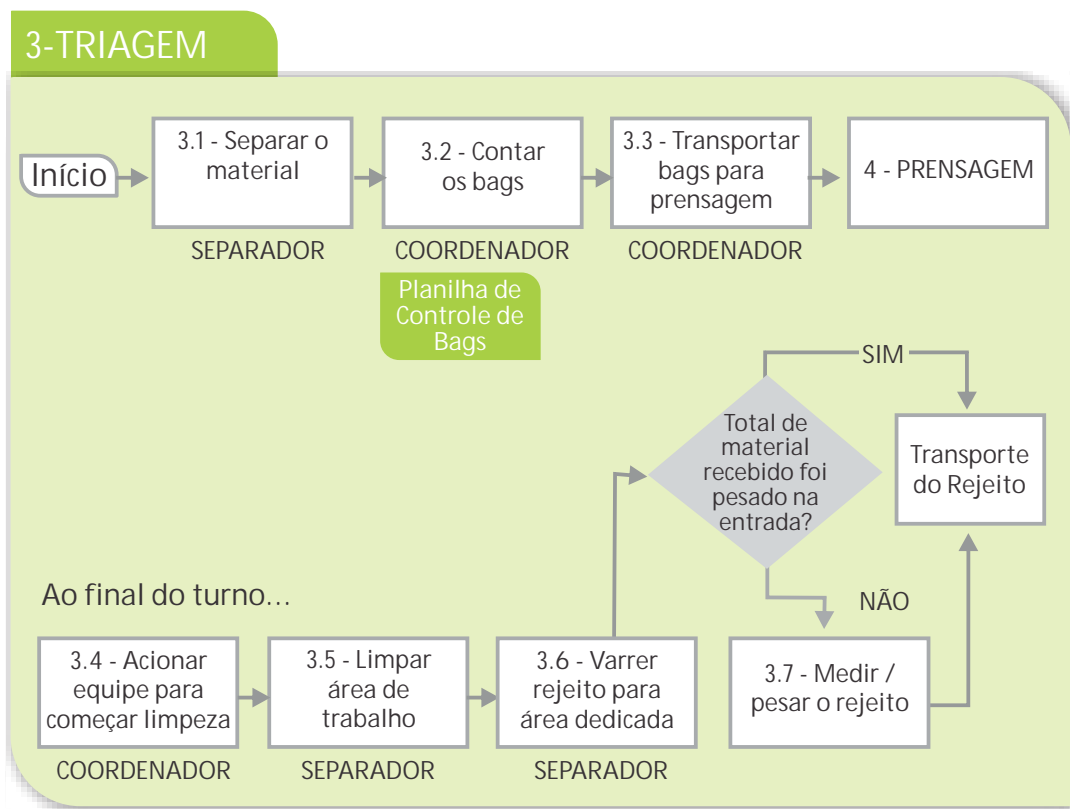 3-TRIAGEM
Início
3.1 - Separar o
material
SEPARADOR
3.2 - Contar
os bags
COORDENADOR
Planilha de
Controle de
Bags
3.3 - Transportar
bags para
prensagem
COORDENADOR
4 - PRENSAGEM
SIM
Total de
material
recebido foi
pesado na
entrada?
Transporte
do Rejeito
NÃO
Ao final do turno...
3.4 - Acionar
equipe para
começar limpeza
COORDENADOR
3.5 - Limpar
área de
trabalho
SEPARADOR
3.6 - Varrer
rejeito para
área dedicada
SEPARADOR
3.7 - Medir /
pesar o rejeito